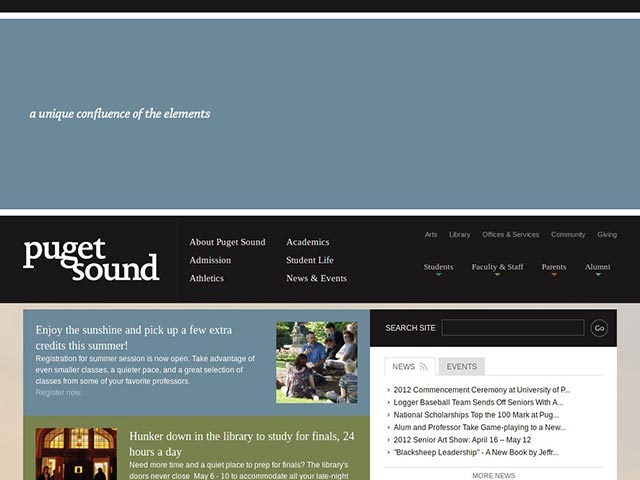 a unique confluence of the elements
Arts Library Offices & Services Community Giving
puget
sound
About Puget Sound Academics
Admission Student Life
Athletics News & Events
Students Faculty & Staff Parents Alumni
Enjoy the sunshine and pick up a few extra
credits this summer!
Registration for summer session is now open. Take advantage of
even smaller classes, a quieter pace, and a great selection of
classes from some of your favorite professors.
Register now.
Hunker down in the library to study for finals, 24
hours a day
Need more time and a quiet place to prep for finals? The library's
doors never close May 6 - 10 to accommodate all your late-night
SEARCH SITE Go
NEWS EVENTS
2012 Commencement Ceremony at University of P...
Logger Baseball Team Sends Off Seniors With A...
National Scholarships Top the 100 Mark at Pug...
Alum and Professor Take Game-playing to a New...
2012 Senior Art Show: April 16 – May 12
"Blacksheep Leadership" - A New Book by Jeffr...
MORE NEWS